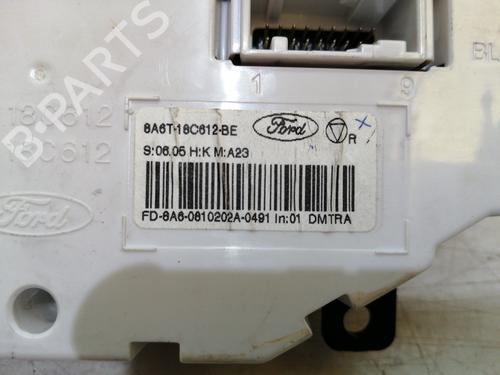 B-PARTS
1
9
BL
18C612
18C612
Ford
8A6T-18C612-BE
Ford
R
S:06.05 H:K M:A23
FD-8A6-0810202A-0491 In:01 DMTRA